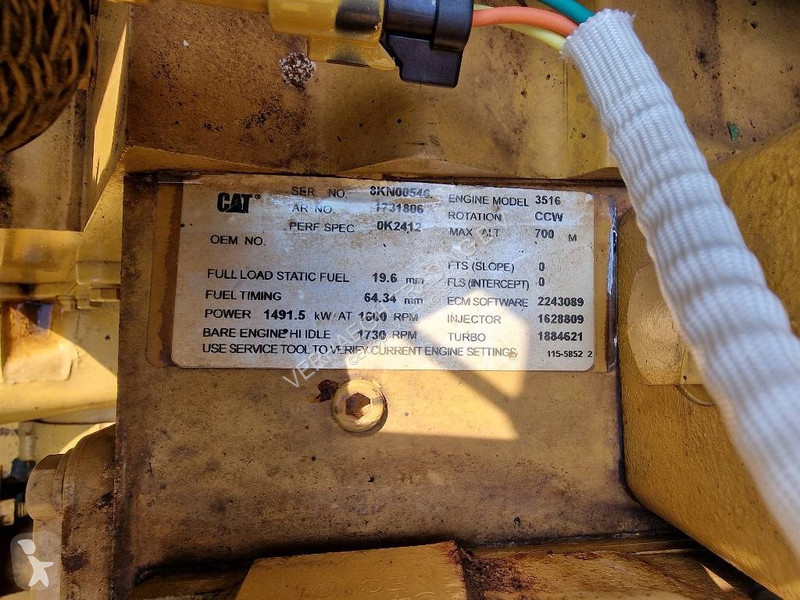 CAT®
SER NO. 8KN00546
AR NO. 1731806
PERF SPEC 0K2412
OEM NO.
FULL LOAD STATIC FUEL 19.6 mm
FUEL TIMING 64.34 mm
POWER 1491.5 kW AT 1600 RPM
BARE ENGINE HI IDLE 1730 RPM
USE SERVICE TOOL TO VERIFY CURRENT ENGINE SETTINGS
ENGINE MODEL 3516
ROTATION CCW
MAX ALT 700 M
FTS (SLOPE) 0
FLS (INTERCEPT) 0
ECM SOFTWARE 2243089
INJECTOR 1628809
TURBO 1884621
115-5852 2